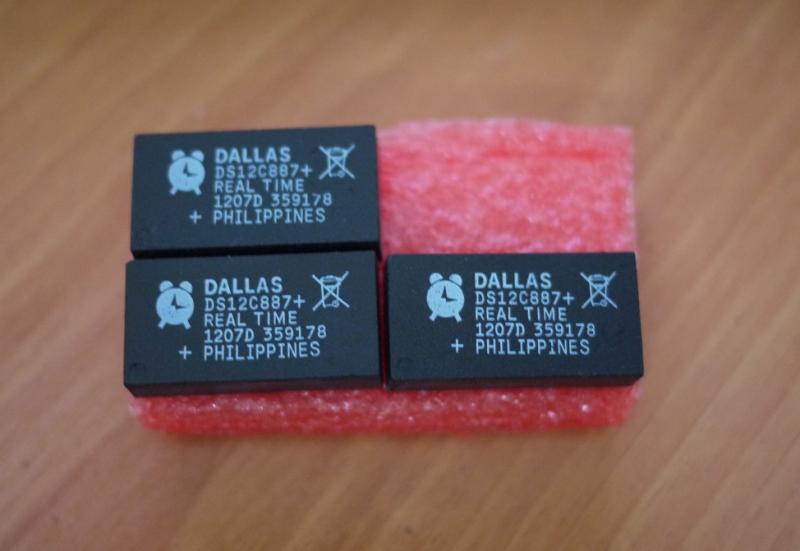 DALLAS
DS12C887+
REAL TIME
1207D 359178
+ PHILIPPINES
DALLAS
DS12C887+
REAL TIME
1207D 359178
+ PHILIPPINES
DALLAS
DS12C887+
REAL TIME
1207D 359178
+ PHILIPPINES